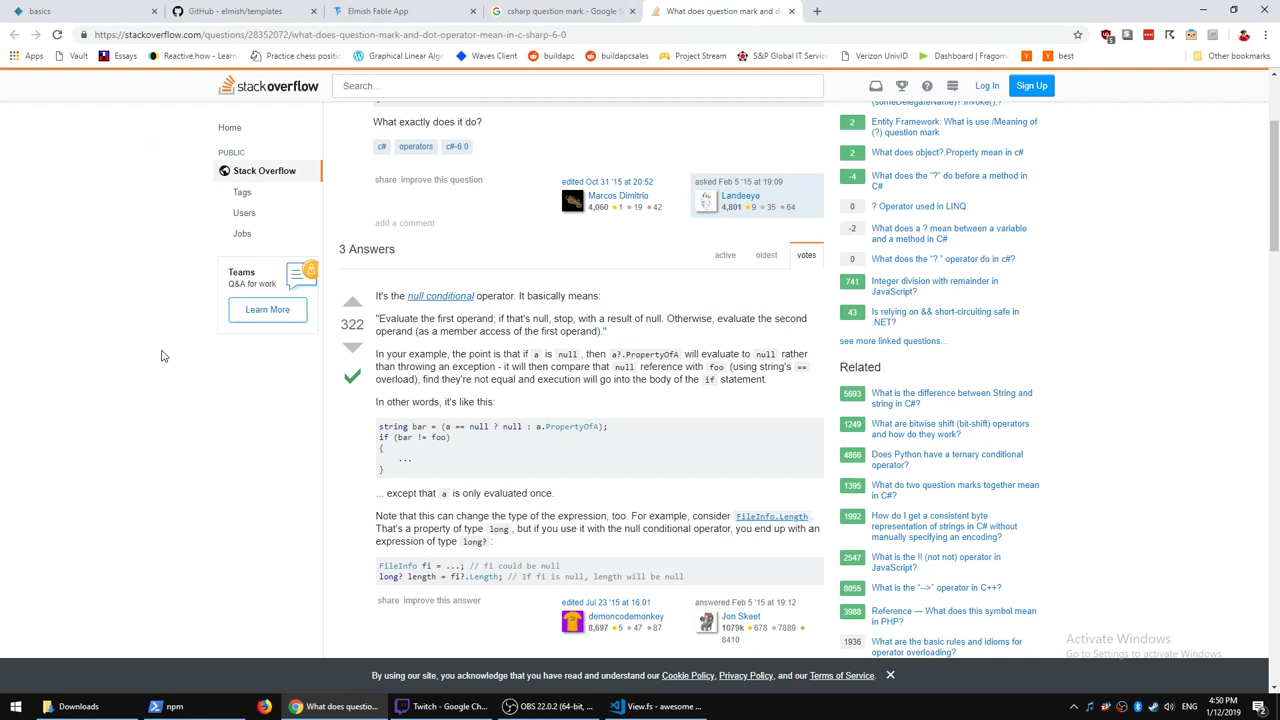 basics
GitHub - elmish/templates
Elmish Fable App
csharp question mark - Google S
What does question mark and do
https://stackoverflow.com/questions/28352072/what-does-question-mark-and-dot-operator-mean-in-c-sharp-6-0
Apps
Vault
Essays
Reactive.how - Learn
Practice chess position
Graphical Linear Alge
Waves Client
buildapc
buildapcsales
Project Stream
S&P Global IT Service
Verizon UnivID
Dashboard | Fragome
best
Other bookmarks
stackoverflow
Search...
Log In
Sign Up
Home
PUBLIC
Stack Overflow
Tags
Users
Jobs
Teams
Q&A for work
Learn More
What exactly does it do?
c# operators c#-6.0
share improve this question
edited Oct 31 '15 at 20:52
Marcos Dimitrio
4,060 1 19 42
asked Feb 5 '15 at 19:09
Landeeyo
4,801 9 35 64
add a comment
3 Answers
active oldest votes
322
It's the null conditional operator. It basically means:
"Evaluate the first operand; if that's null, stop, with a result of null. Otherwise, evaluate the second
operand (as a member access of the first operand)."
In your example, the point is that if a is null, then a?.PropertyOfA will evaluate to null rather
than throwing an exception - it will then compare that null reference with foo (using string's ==
overload), find they're not equal and execution will go into the body of the if statement.
In other words, it's like this:
string bar = (a == null ? null : a.PropertyOfA);
if (bar != foo)
{
...
}
... except that a is only evaluated once.
Note that this can change the type of the expression, too. For example, consider FileInfo.Length.
That's a property of type long, but if you use it with the null conditional operator, you end up with an
expression of type long?:
FileInfo fi = ...; // fi could be null
long? length = fi?.Length; // If fi is null, length will be null
share improve this answer
edited Jul 23 '15 at 16:01
demoncodemonkey
8,697 5 47 87
answered Feb 5 '15 at 19:12
Jon Skeet
1079k 678 7889
8410
(someDelegateName)?.Invoke();?
2 Entity Framework: What is use /Meaning of
(?) question mark
2 What does object?.Property mean in c#
-4 What does the “?” do before a method in
C#
0 ? Operator used in LINQ
-2 What does a ? mean between a variable
and a method in C#
0 What does the “?.” operator do in c#?
741 Integer division with remainder in
JavaScript?
43 Is relying on && short-circuiting safe in
.NET?
see more linked questions…
Related
5693 What is the difference between String and
string in C#?
1249 What are bitwise shift (bit-shift) operators
and how do they work?
4866 Does Python have a ternary conditional
operator?
1395 What do two question marks together mean
in C#?
1992 How do I get a consistent byte
representation of strings in C# without
manually specifying an encoding?
2547 What is the !! (not not) operator in
JavaScript?
8055 What is the “-->” operator in C++?
3988 Reference — What does this symbol mean
in PHP?
1936 What are the basic rules and idioms for
operator overloading?
Activate Windows
Go to Settings to activate Windows.
By using our site, you acknowledge that you have read and understand our Cookie Policy, Privacy Policy, and our Terms of Service.
Downloads
npm
What does questio...
Twitch - Google Ch...
OBS 22.0.2 (64-bit, ...
View.fs - awesome ...
ENG
4:50 PM
1/12/2019
2